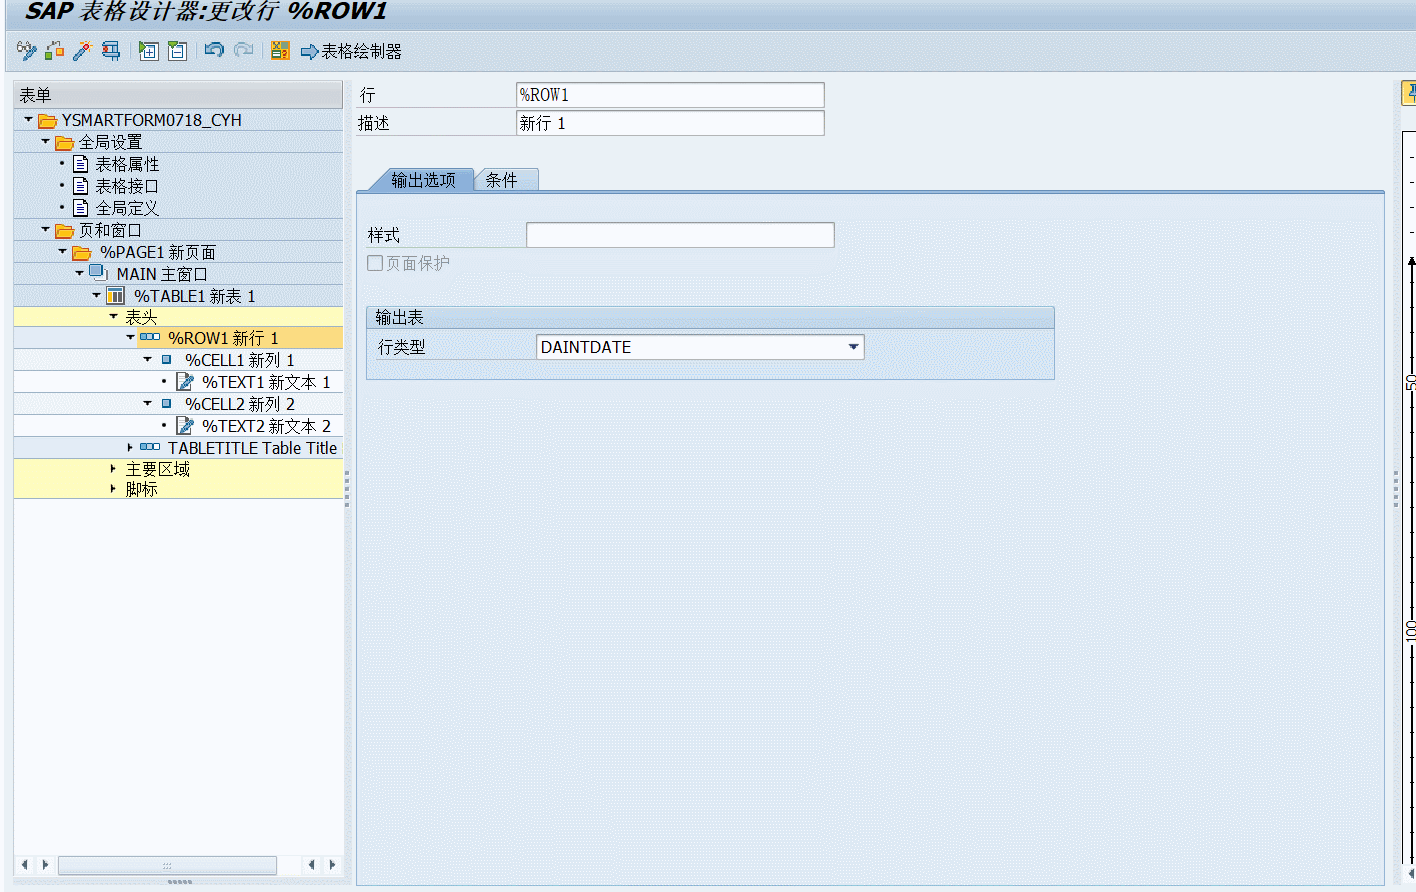 SAP 表格设计器:更改行 %ROW1
表格绘制器
表单
YSMARTFORM0718_CYH
全局设置
表格属性
表格接口
全局定义
页和窗口
%PAGE1 新页面
MAIN 主窗口
%TABLE1 新表 1
表头
%ROW1 新行 1
%CELL1 新列 1
%TEXT1 新文本 1
%CELL2 新列 2
%TEXT2 新文本 2
TABLETITLE Table Title
主要区域
脚标
行 %ROW1
描述 新行 1
输出选项 条件
样式
页面保护
输出表
行类型 DAINTDATE
50
100